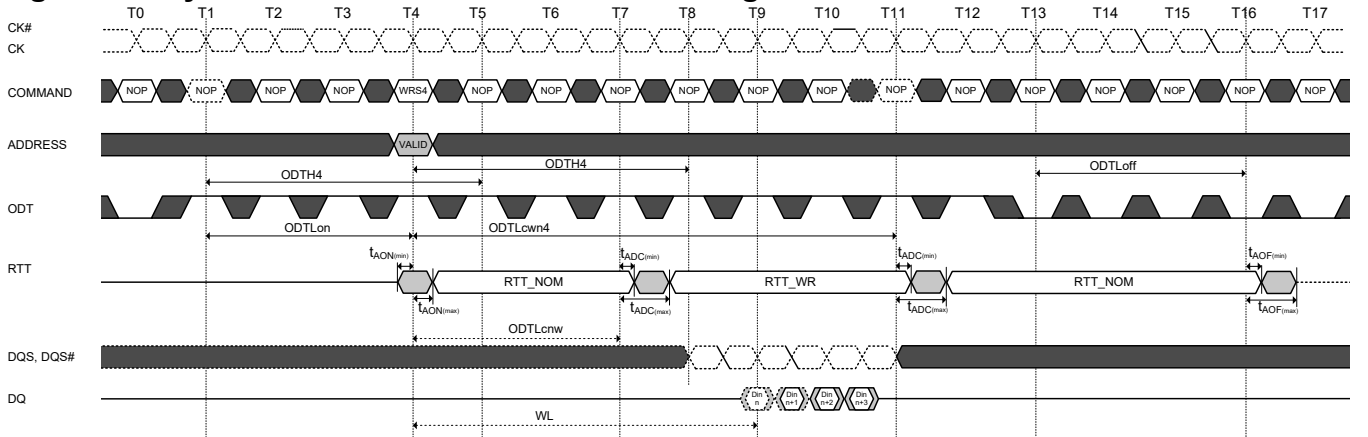 T0 T1 T2 T3 T4 T5 T6 T7 T8 T9 T10 T11 T12 T13 T14 T15 T16 T17
CK#
CK
COMMAND NOP NOP NOP NOP WRS4 NOP NOP NOP NOP NOP NOP NOP NOP NOP NOP NOP NOP NOP
ADDRESS VALID
ODTH4 ODTLoff
ODTH4
ODT
ODTLon ODTLcwn4
tAON(min) tADC(min) tADC(min) tAOF(min)
RTT RTT_NOM RTT_WR RTT_NOM
tAON(max) tADC(max) tADC(max) tAOF(max)
ODTLcnw
DQS, DQS#
DQ Din n Din n+1 Din n+2 Din n+3
WL